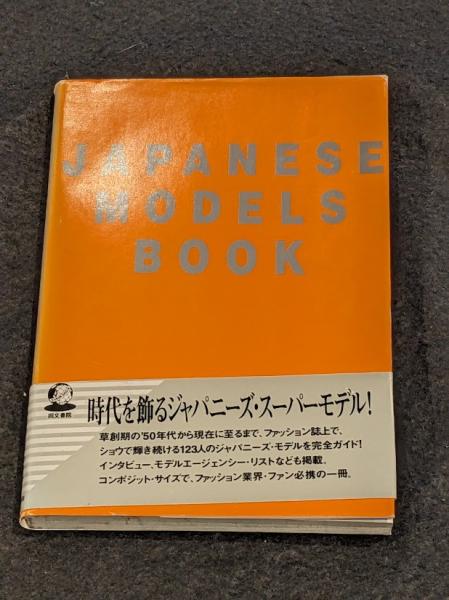 JAPANESE
MODELS
BOOK
同文書院
時代を飾るジャパニーズ・スーパーモデル!
草創期の'50年代から現在に至るまで、ファッション誌上で、
ショウで輝き続ける123人のジャパニーズ・モデルを完全ガイド!
インタビュー、モデルエージェンシー・リストなども掲載。
コンポジット・サイズで、ファッション業界・ファン必携の一冊。